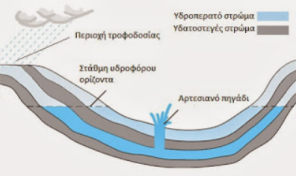 Υδροπερατό στρώμα
Υδατοστεγές στρώμα
Περιοχή τροφοδοσίας
Στάθμη υδροφόρου
ορίζοντα
Αρτεσιανό πηγάδι